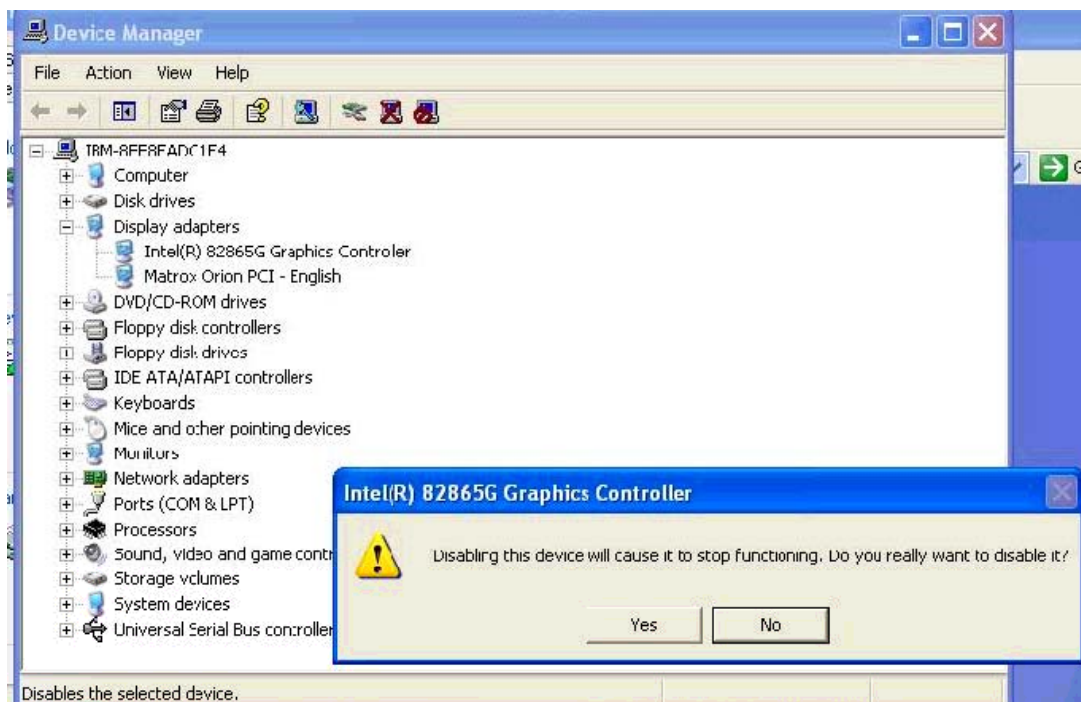 Device Manager
File Action View Help
IBM-8FF8FADC1F4
Computer
Disk drives
Display adapters
Intel(R) 82865G Graphics Controller
Matrox Orion PCI - English
DVD/CD-ROM drives
Floppy disk controllers
Floppy disk drives
IDE ATA/ATAPI controllers
Keyboards
Mice and other pointing devices
Monitors
Network adapters
Ports (COM & LPT)
Processors
Sound, video and game contr
Storage volumes
System devices
Universal Serial Bus controller
Intel(R) 82865G Graphics Controller
Disabling this device will cause it to stop functioning. Do you really want to disable it?
Yes No
Disables the selected device.